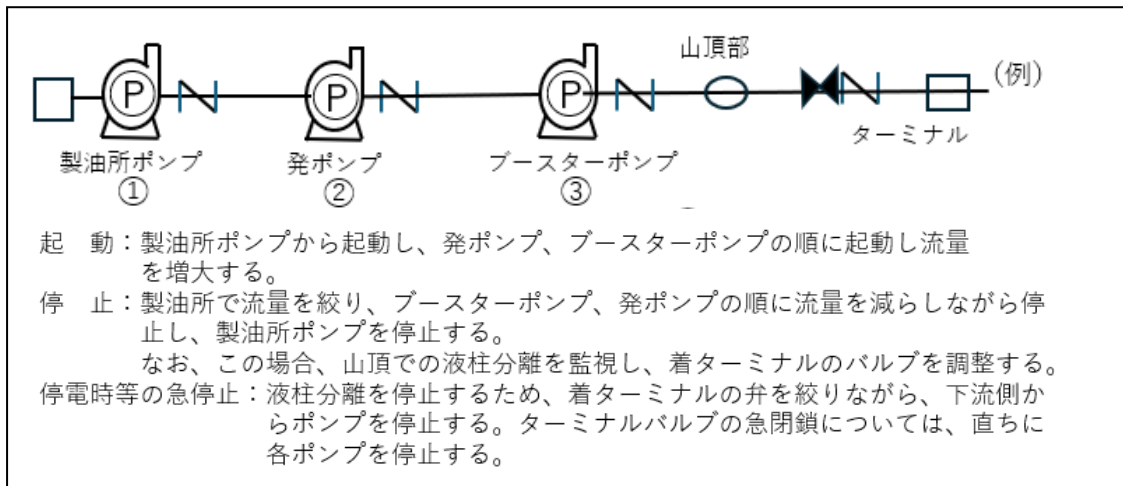 山頂部
(例)
P
P
P
製油所ポンプ
発ポンプ
ブースターポンプ
ターミナル
①
②
③
起　動：製油所ポンプから起動し、発ポンプ、ブースターポンプの順に起動し流量
を増大する。
停　止：製油所で流量を絞り、ブースターポンプ、発ポンプの順に流量を減らしながら停
止し、製油所ポンプを停止する。
なお、この場合、山頂での液柱分離を監視し、着ターミナルのバルブを調整する。
停電時等の急停止：液柱分離を停止するため、着ターミナルの弁を絞りながら、下流側か
らポンプを停止する。ターミナルバルブの急閉鎖については、直ちに
各ポンプを停止する。